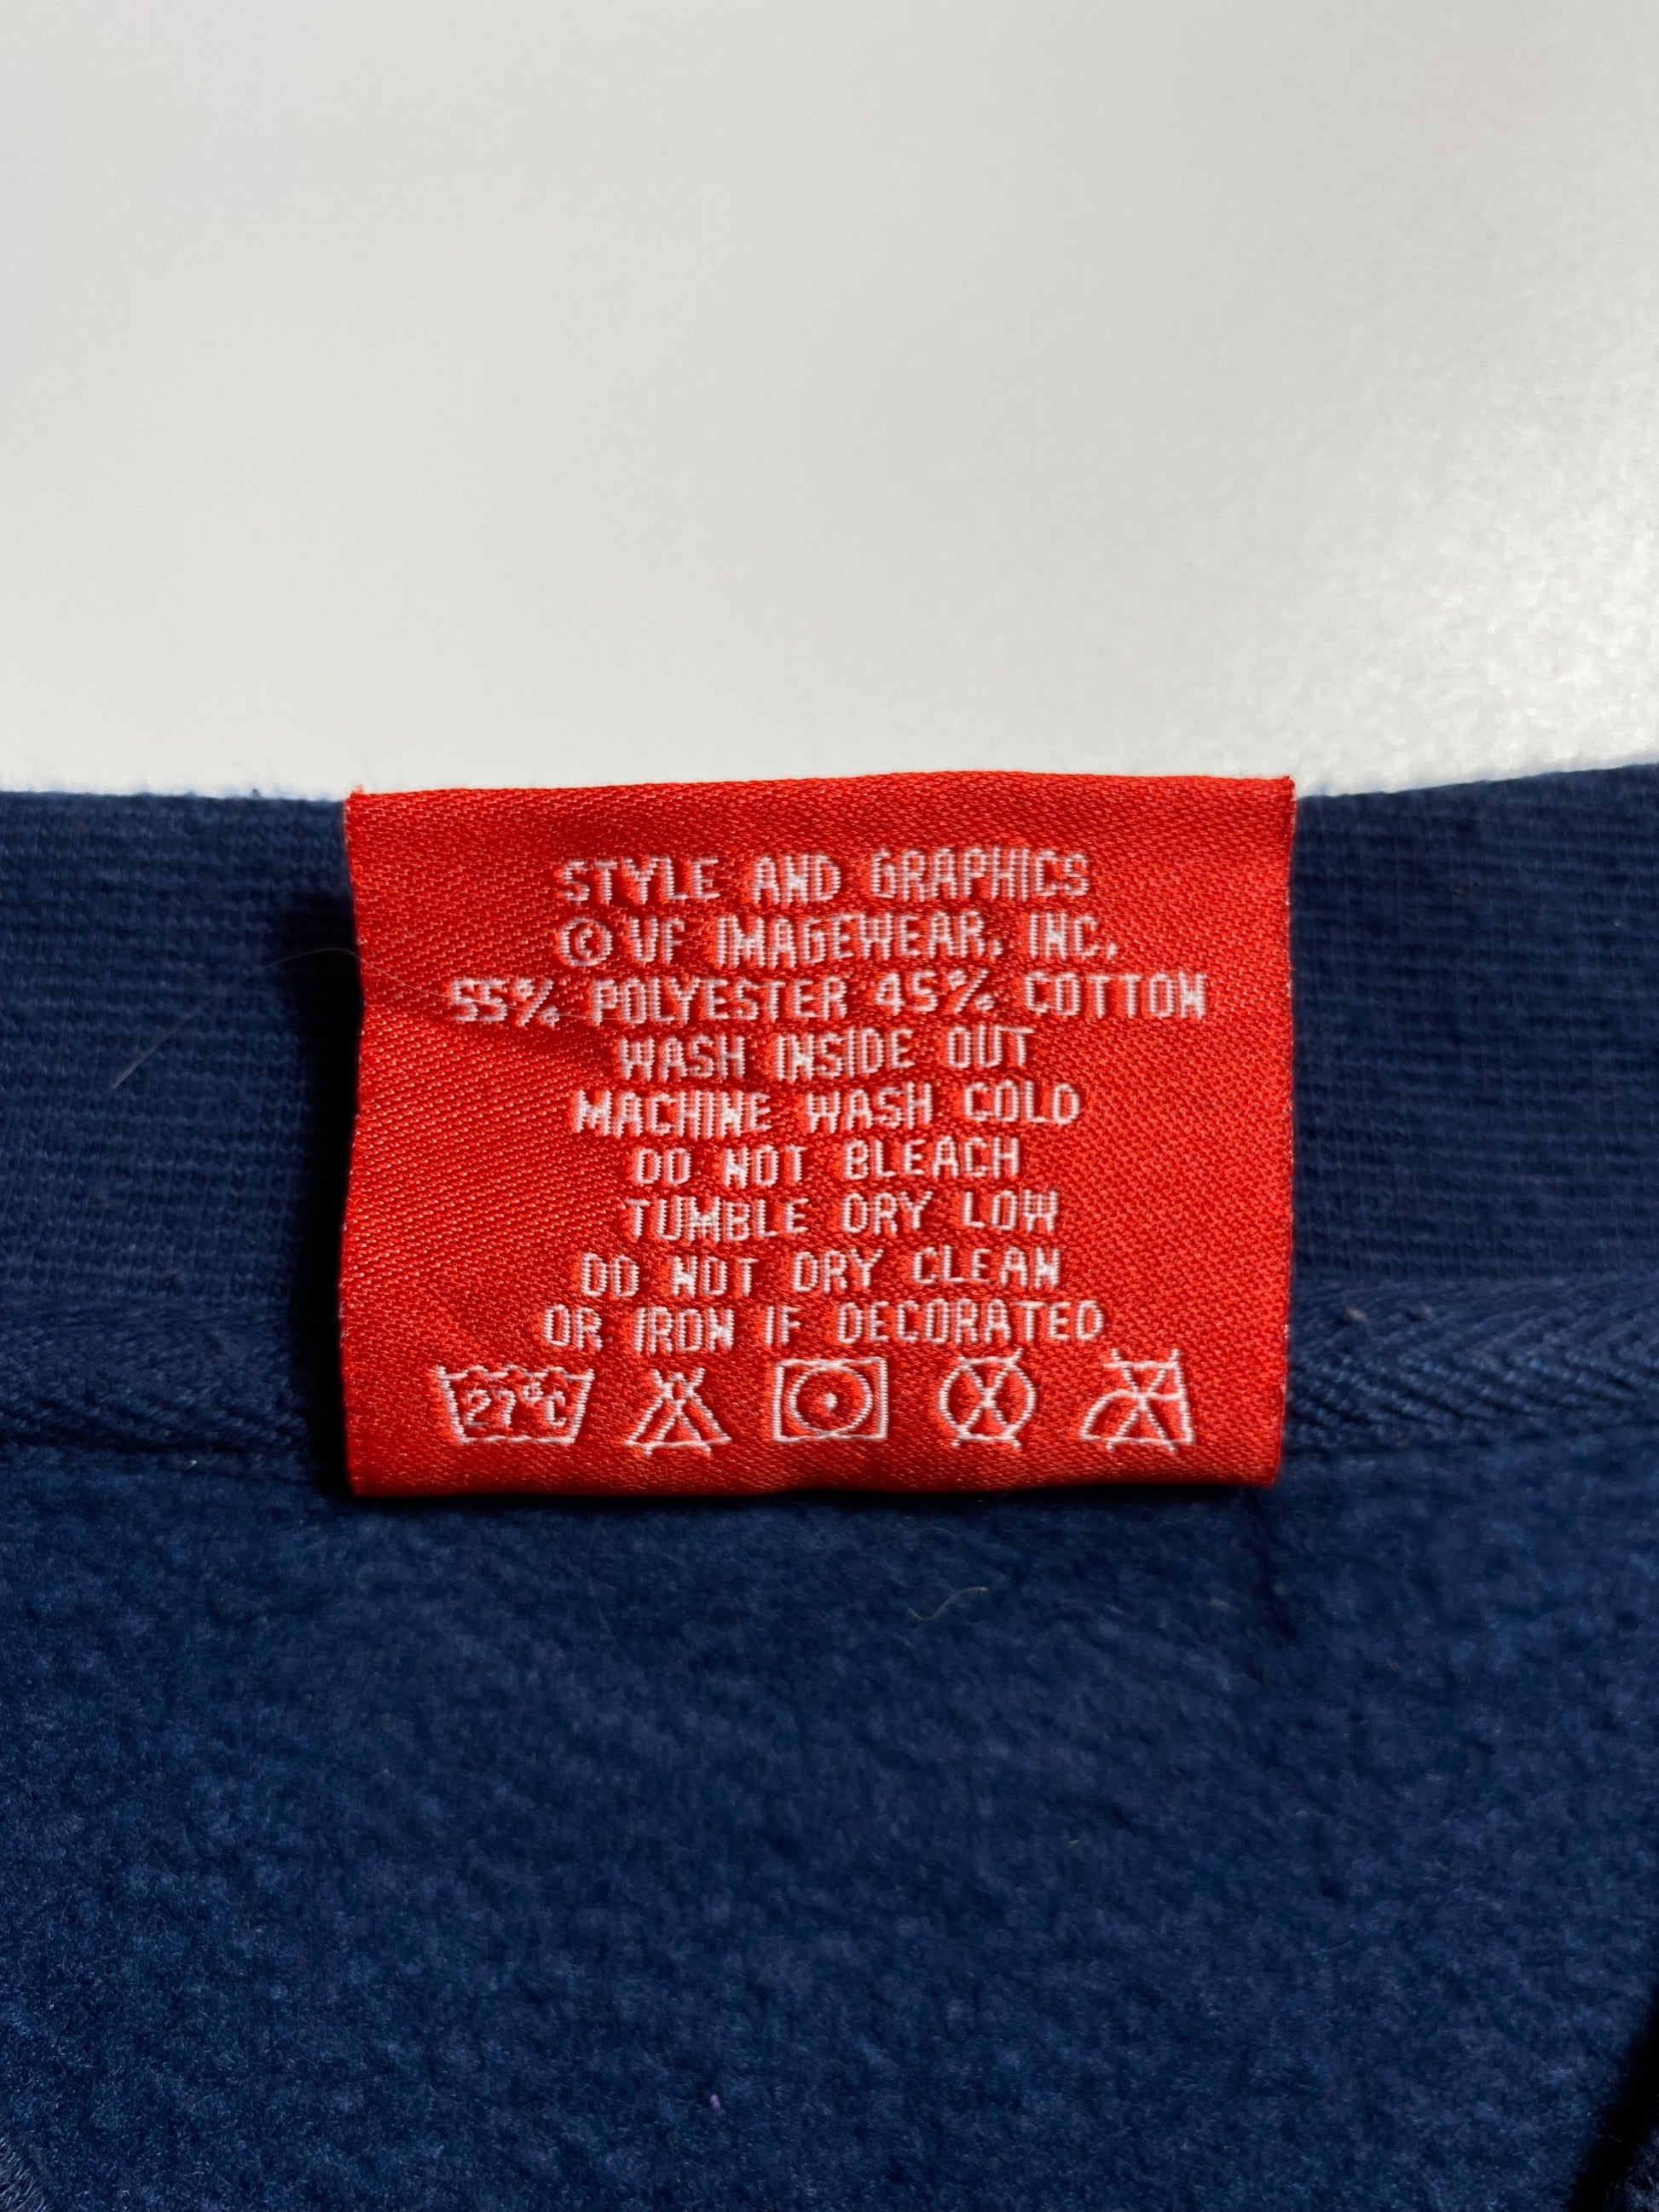 STYLE AND GRAPHICS
© VF IMAGEWEAR, INC.
55% POLYESTER 45% COTTON
WASH INSIDE OUT
MACHINE WASH COLD
DO NOT BLEACH
TUMBLE DRY LOW
DO NOT DRY CLEAN
OR IRON IF DECORATED
27°C